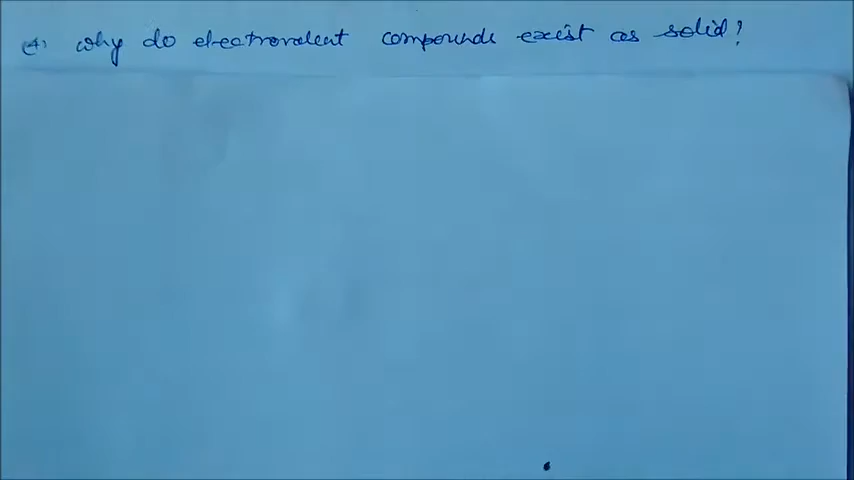 (4) why do electrovalent compounds exist as solid?